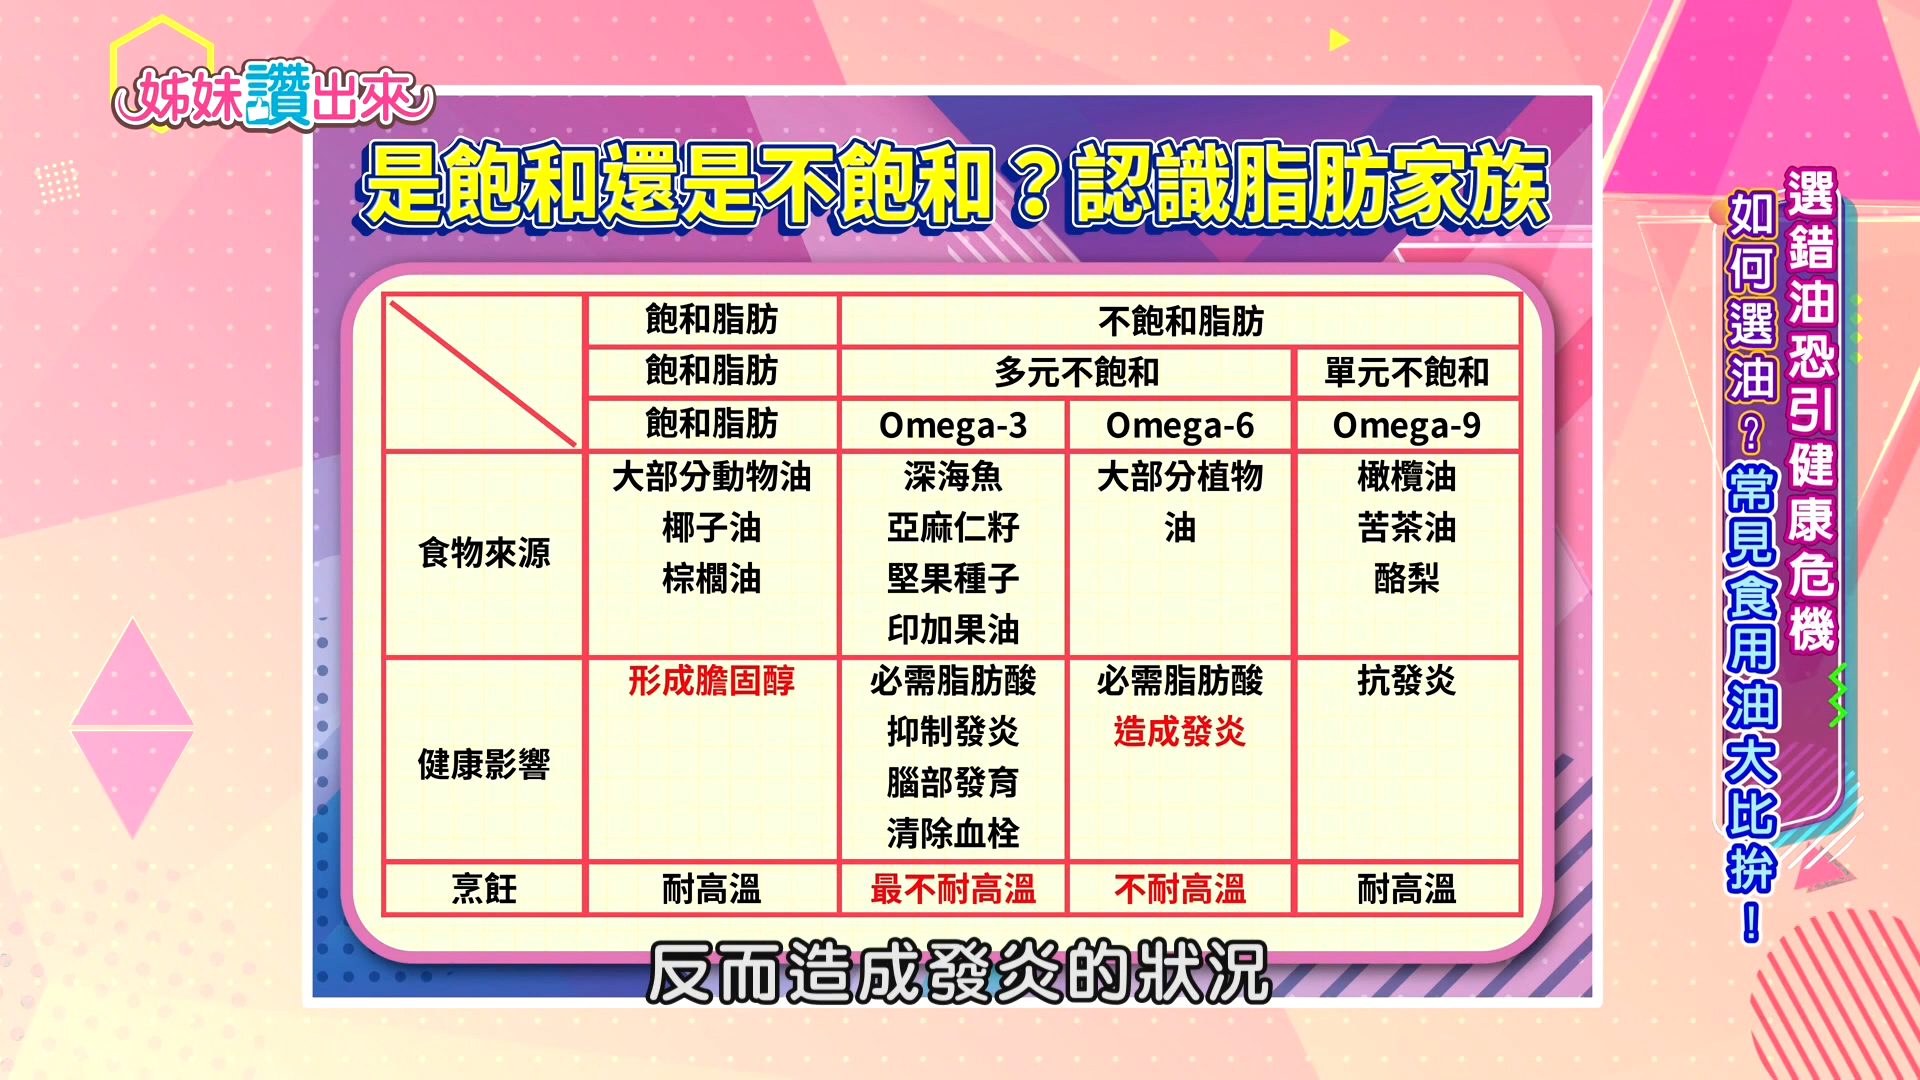 姊妹讚出來
是飽和還是不飽和？認識脂肪家族
選錯油恐引健康危機
如何選油？常見食用油大比拚！
飽和脂肪
不飽和脂肪
飽和脂肪
多元不飽和
單元不飽和
飽和脂肪
Omega-3
Omega-6
Omega-9
食物來源
大部分動物油
椰子油
棕櫚油
深海魚
亞麻仁籽
堅果種子
印加果油
大部分植物
油
橄欖油
苦茶油
酪梨
健康影響
形成膽固醇
必需脂肪酸
抑制發炎
腦部發育
清除血栓
必需脂肪酸
造成發炎
抗發炎
烹飪
耐高溫
最不耐高溫
不耐高溫
耐高溫
反而造成發炎的狀況